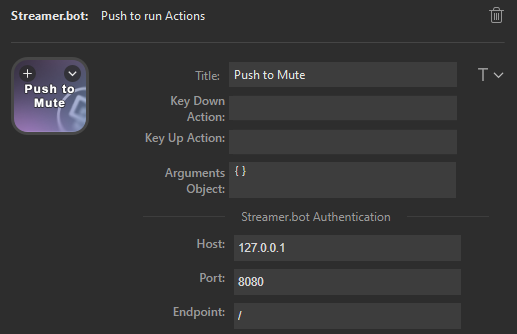 Streamer.bot: Push to run Actions
Push to
Mute
Title: Push to Mute
T
Key Down
Action:
Key Up Action:
Arguments
Object:
{ }
Streamer.bot Authentication
Host: 127.0.0.1
Port: 8080
Endpoint: /